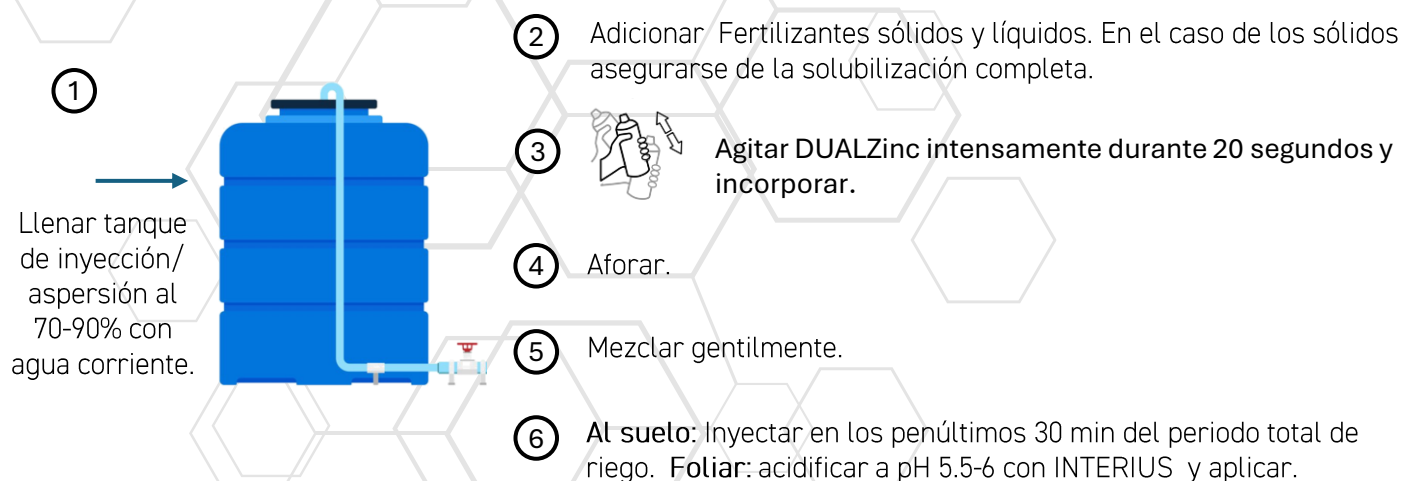 1
Llenar tanque
de inyección/
aspersión al
70-90% con
agua corriente.
2 Adicionar Fertilizantes sólidos y líquidos. En el caso de los sólidos
asegurarse de la solubilización completa.
3 Agitar DUALZinc intensamente durante 20 segundos y
incorporar.
4 Aforar.
5 Mezclar gentilmente.
6 Al suelo: Inyectar en los penúltimos 30 min del periodo total de
riego. Foliar: acidificar a pH 5.5-6 con INTERIUS y aplicar.